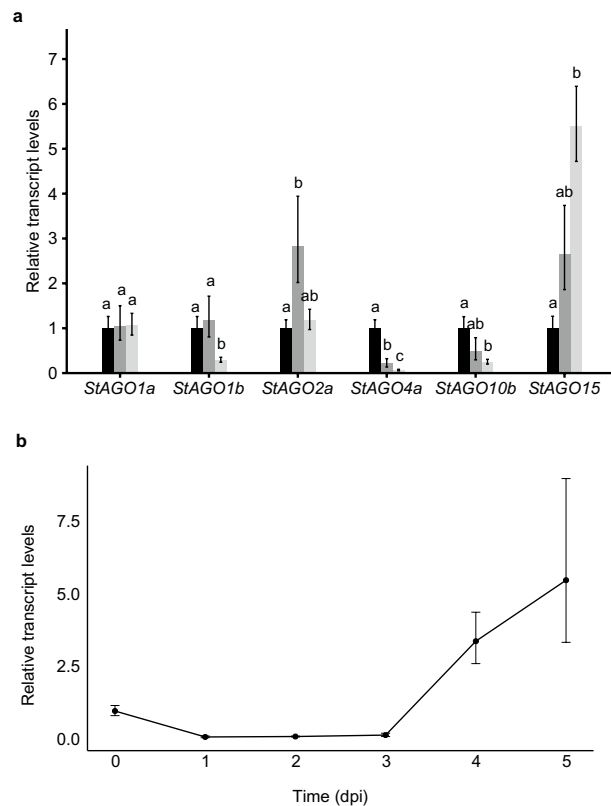 a
Relative transcript levels
7
6
5
4
3
2
1
0
a a a
a a b
a b ab
a b c
a ab b
a ab b
StAGO1a StAGO1b StAGO2a StAGO4a StAGO10b StAGO15
b
Relative transcript levels
7.5
5.0
2.5
0.0
0 1 2 3 4 5
Time (dpi)